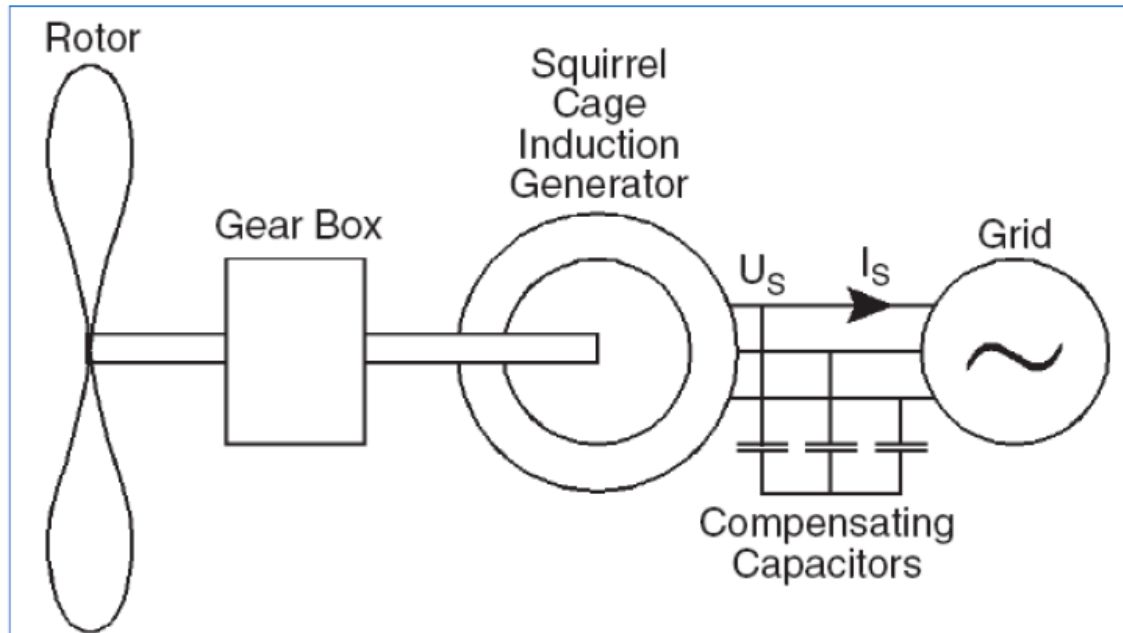 Rotor
Squirrel
Cage
Induction
Generator
Gear Box
Grid
U_S
I_S
Compensating
Capacitors